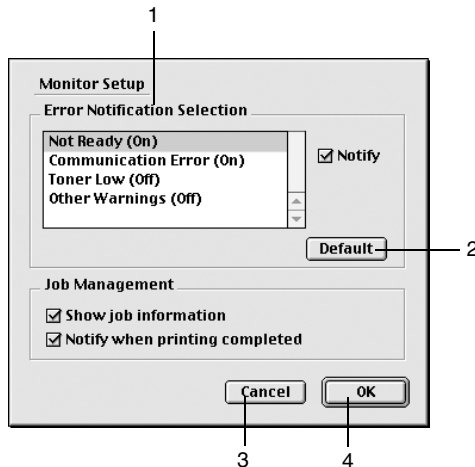 1
Monitor Setup
Error Notification Selection
Not Ready (On)
Communication Error (On)
Toner Low (Off)
Other Warnings (Off)
Notify
Default
2
Job Management
Show job information
Notify when printing completed
Cancel
OK
3
4